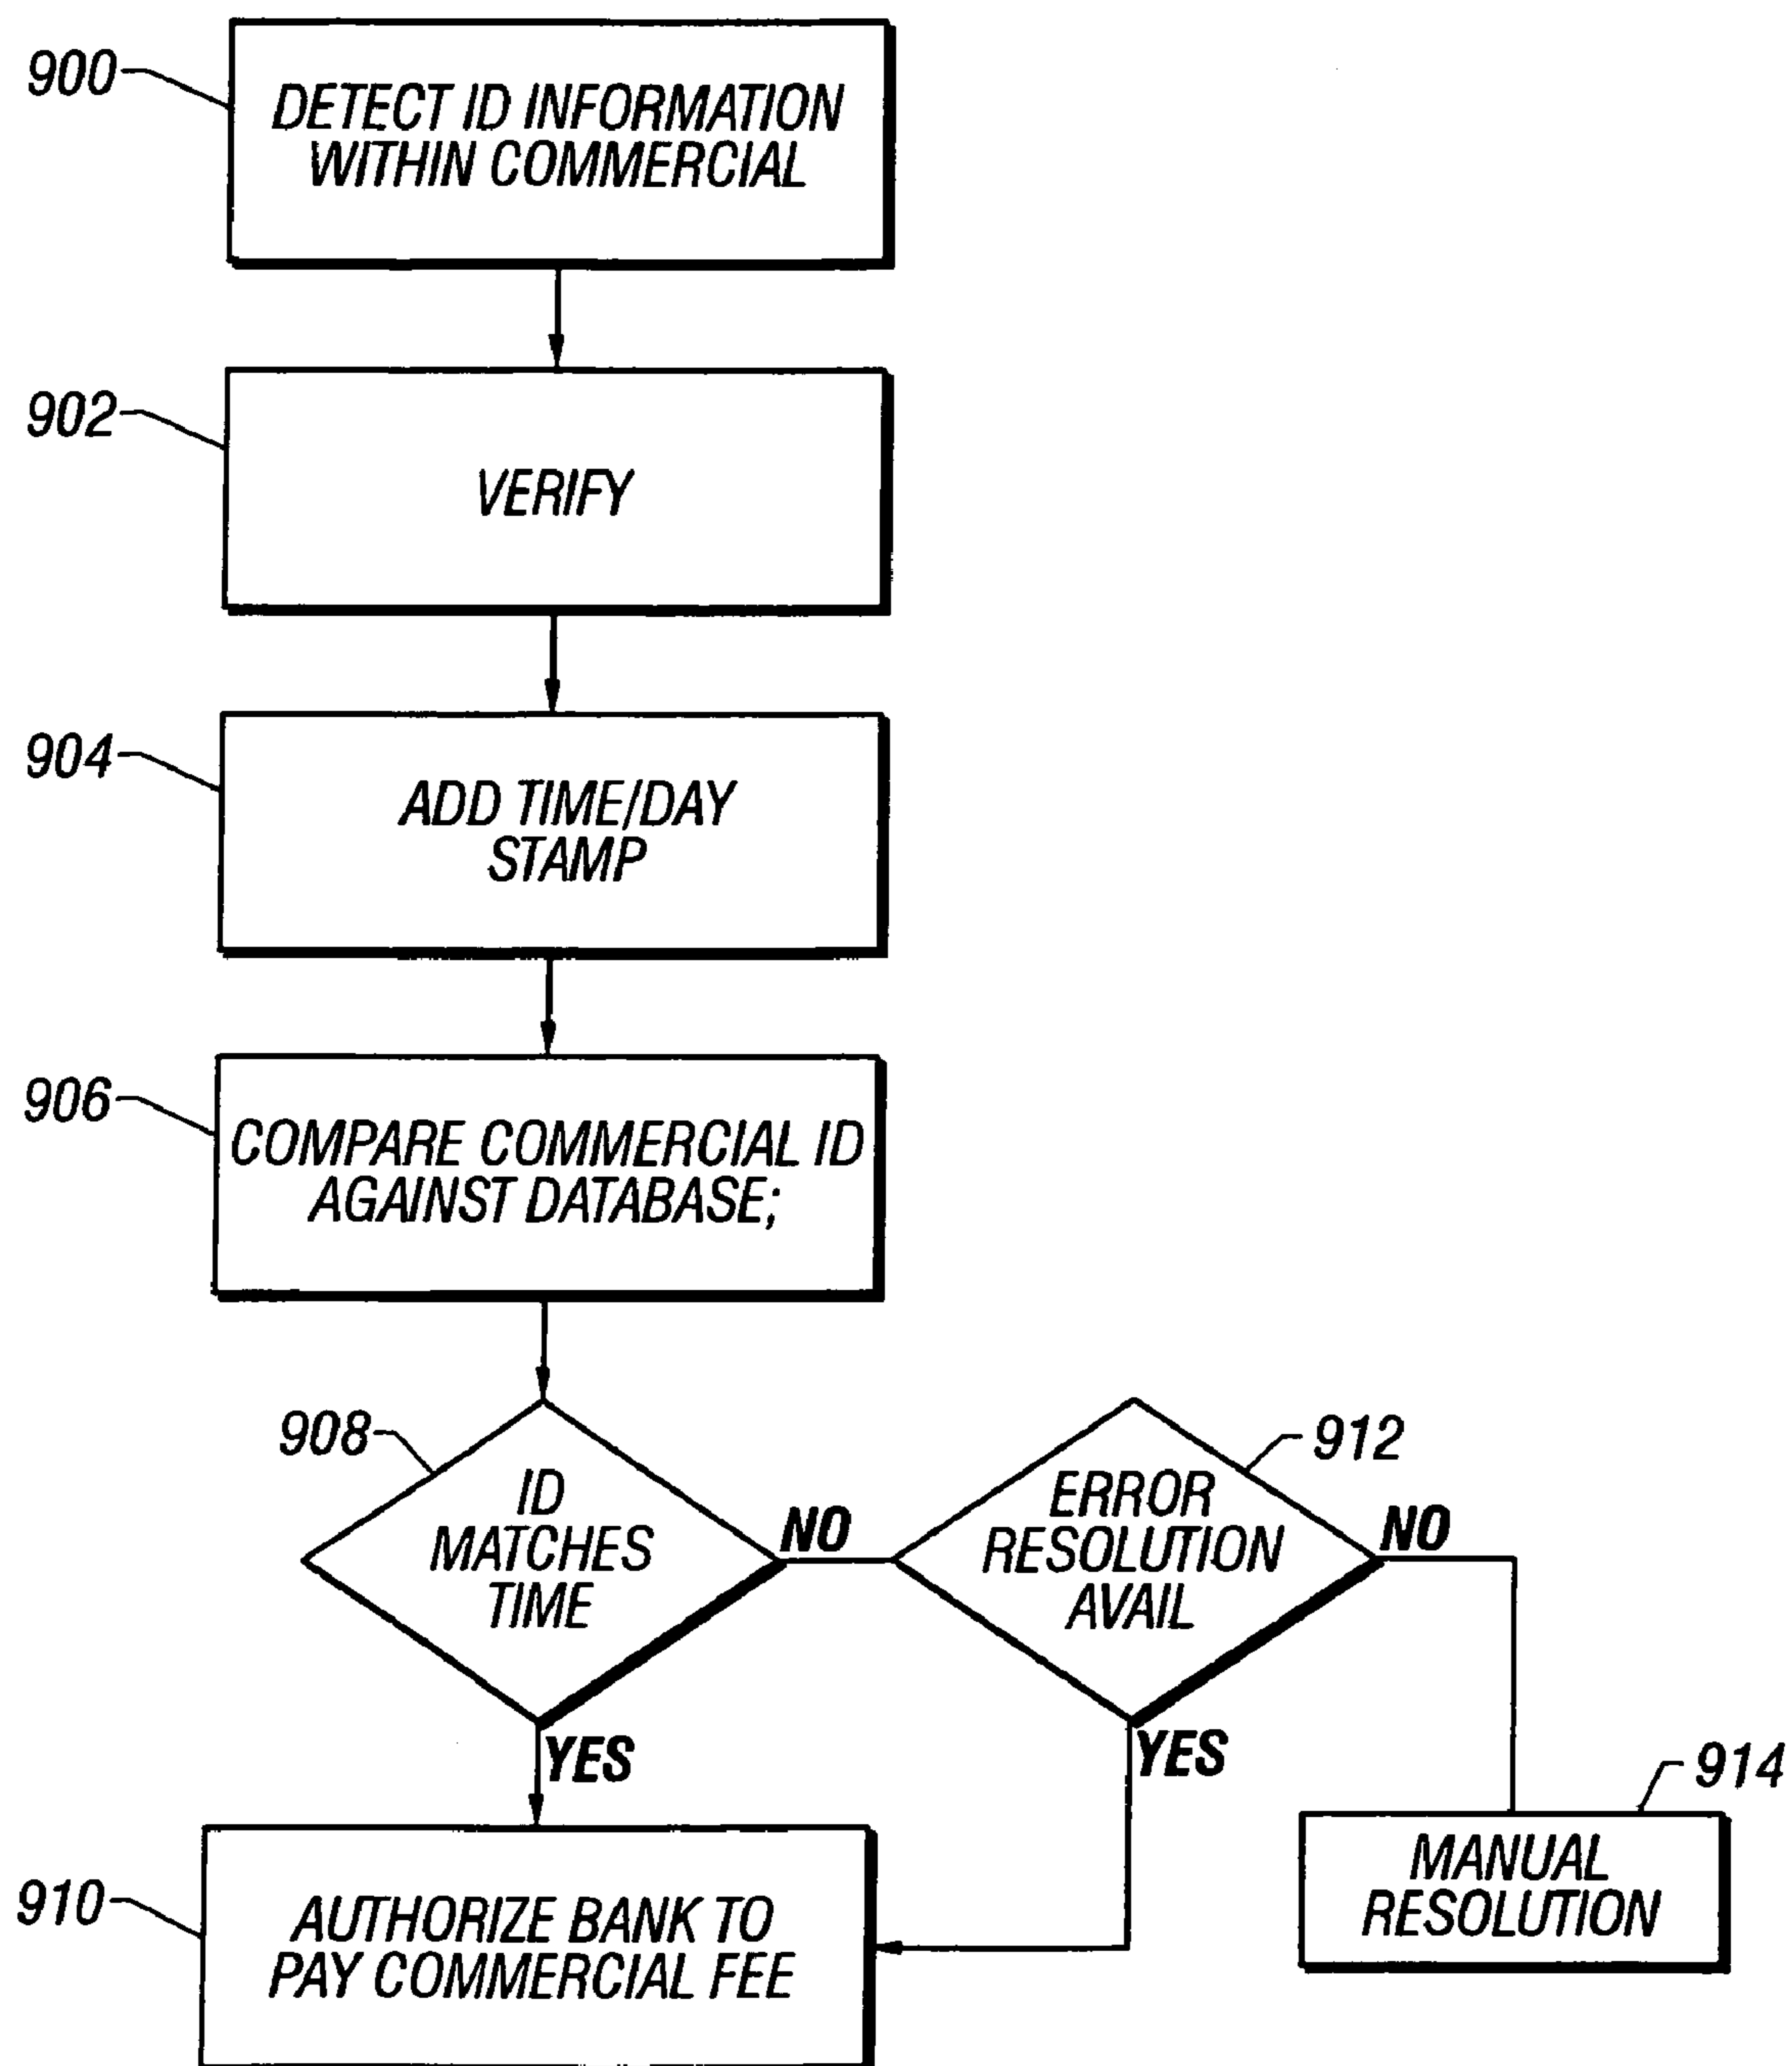 900
DETECT ID INFORMATION
WITHIN COMMERCIAL
902
VERIFY
904
ADD TIME/DAY
STAMP
906
COMPARE COMMERCIAL ID
AGAINST DATABASE;
908
ID
MATCHES
TIME
NO
YES
912
ERROR
RESOLUTION
AVAIL
NO
YES
914
MANUAL
RESOLUTION
910
AUTHORIZE BANK TO
PAY COMMERCIAL FEE